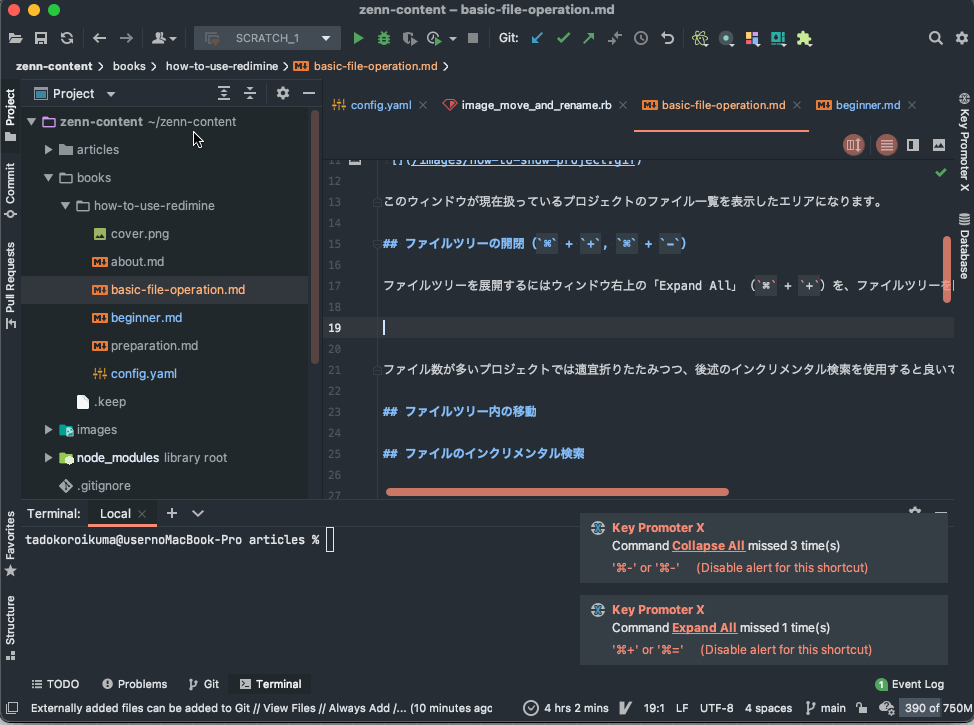 zenn-content – basic-file-operation.md
SCRATCH_1
Git:
zenn-content > books > how-to-use-redimine > basic-file-operation.md >
Project
config.yaml
image_move_and_rename.rb
basic-file-operation.md
beginner.md
Project
Commit
Pull Requests
Favorites
Structure
Key Promoter X
Database
zenn-content ~/zenn-content
articles
books
how-to-use-redimine
cover.png
about.md
basic-file-operation.md
beginner.md
preparation.md
config.yaml
.keep
images
node_modules library root
.gitignore
11 ![](/images/how-to-show-project.gif)
12
13 このウィンドウが現在扱っているプロジェクトのファイル一覧を表示したエリアになります。
14
15 ## ファイルツリーの開閉（`⌘` + `+`, `⌘` + `-`）
16
17 ファイルツリーを展開するにはウィンドウ右上の「Expand All」（`⌘` + `+`）を、ファイルツリーを
18
19
20
21 ファイル数が多いプロジェクトでは適宜折りたたみつつ、後述のインクリメンタル検索を使用すると良いで
22
23 ## ファイルツリー内の移動
24
25 ## ファイルのインクリメンタル検索
26
27
Terminal: Local
tadokoroikuma@usernoMacBook-Pro articles %
Key Promoter X
Command Collapse All missed 3 time(s)
'⌘-' or '⌘-' (Disable alert for this shortcut)
Key Promoter X
Command Expand All missed 1 time(s)
'⌘+' or '⌘=' (Disable alert for this shortcut)
TODO Problems Git Terminal
1 Event Log
Externally added files can be added to Git // View Files // Always Add /... (10 minutes ago
4 hrs 2 mins
19:1 LF UTF-8 4 spaces main
390 of 750M